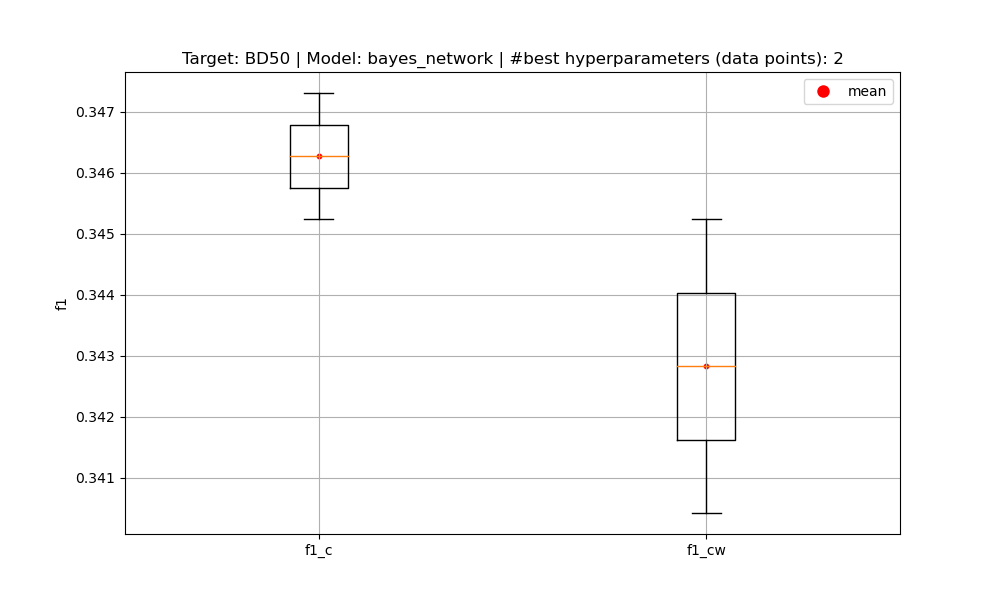 Target: BD50 | Model: bayes_network | #best hyperparameters (data points): 2
mean
0.347
0.346
0.345
0.344
0.343
0.342
0.341
f1
f1_c
f1_cw